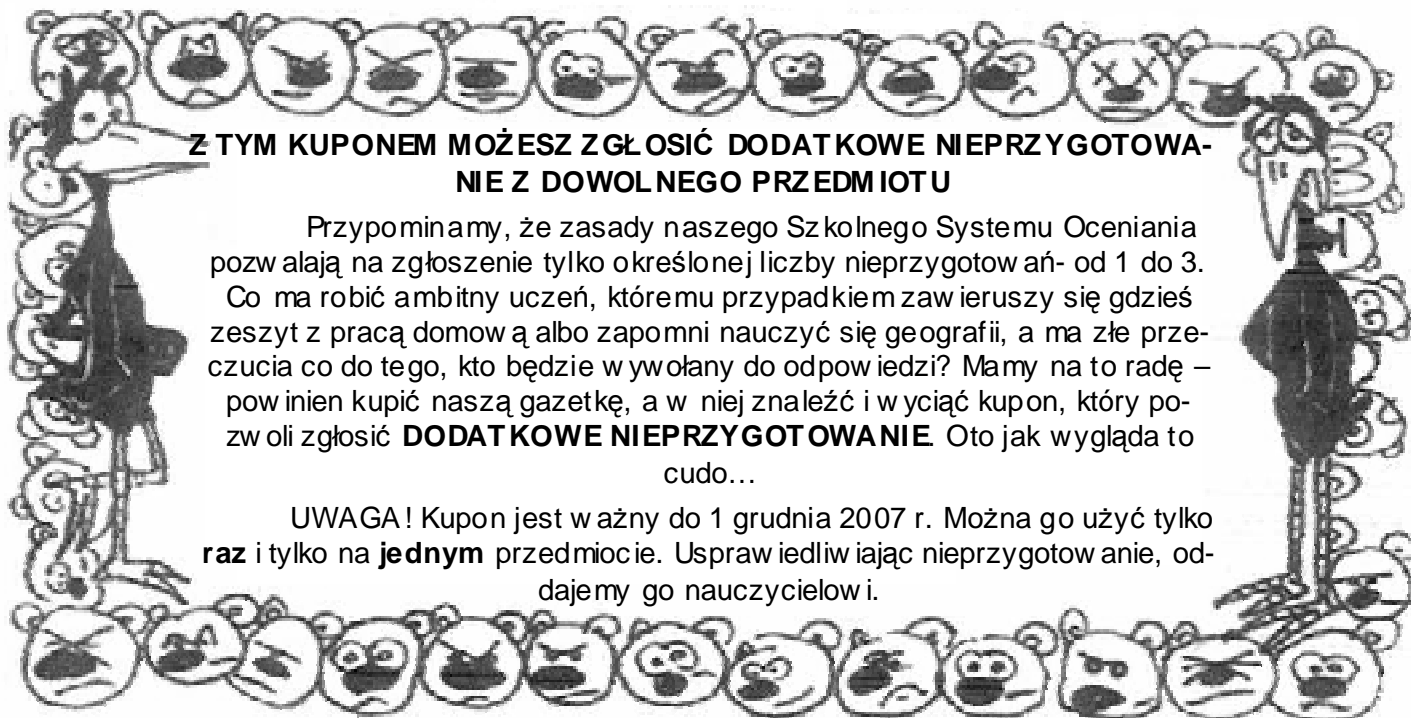 Z TYM KUPONEM MOŻESZ ZGŁOSIĆ DODATKOWE NIEPRZYGOTOWA-
NIE Z DOWOLNEGO PRZEDMIOTU
Przypominamy, że zasady naszego Szkolnego Systemu Oceniania
pozwalają na zgłoszenie tylko określonej liczby nieprzygotowań- od 1 do 3.
Co ma robić ambitny uczeń, któremu przypadkiem zawieruszy się gdzieś
zeszyt z pracą domową albo zapomni nauczyć się geografii, a ma złe prze-
czucia co do tego, kto będzie wywołany do odpowiedzi? Mamy na to radę –
powinien kupić naszą gazetkę, a w niej znaleźć i wyciąć kupon, który po-
zwoli zgłosić DODATKOWE NIEPRZYGOTOWANIE. Oto jak wygląda to
cudo…
UWAGA! Kupon jest ważny do 1 grudnia 2007 r. Można go użyć tylko
raz i tylko na jednym przedmiocie. Usprawiedliwiając nieprzygotowanie, od-
dajemy go nauczycielowi.